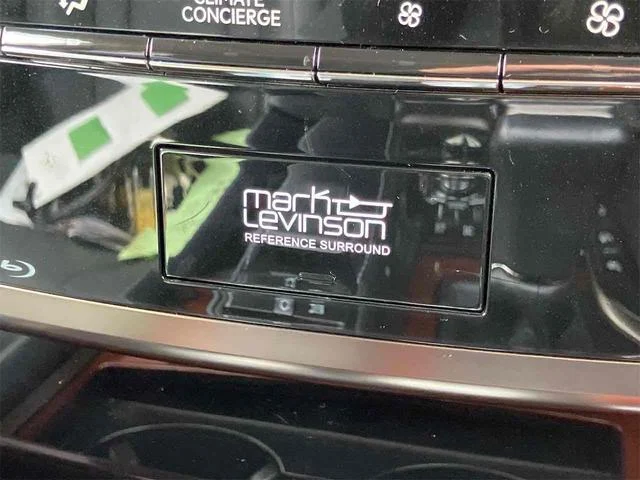 CLIMATE
CONCIERGE
mark
Levinson
REFERENCE SURROUND